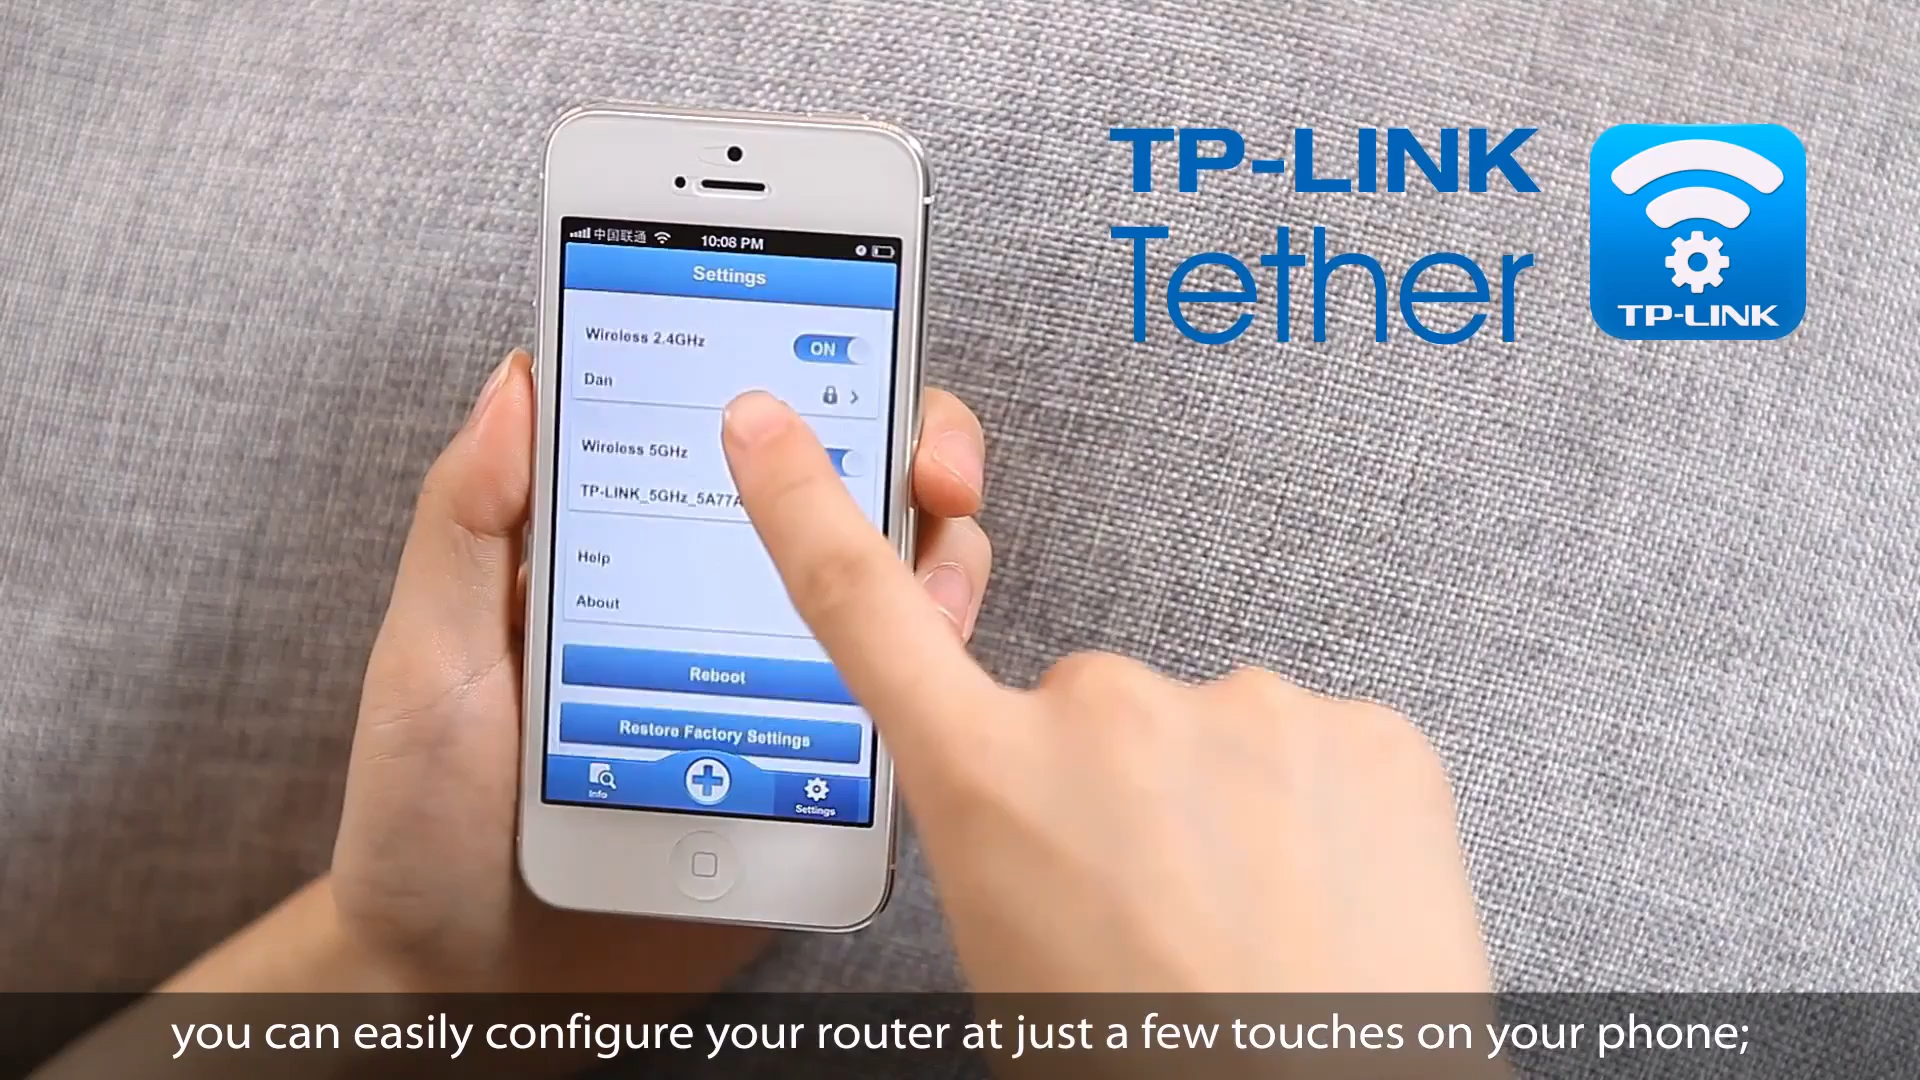 TP-LINK
Tether
TP-LINK
中国联通 10:08 PM
Settings
Wireless 2.4GHz ON
Dan
Wireless 5GHz
TP-LINK_5GHz_5A77A
Help
About
Reboot
Restore Factory Settings
Info
Settings
you can easily configure your router at just a few touches on your phone;